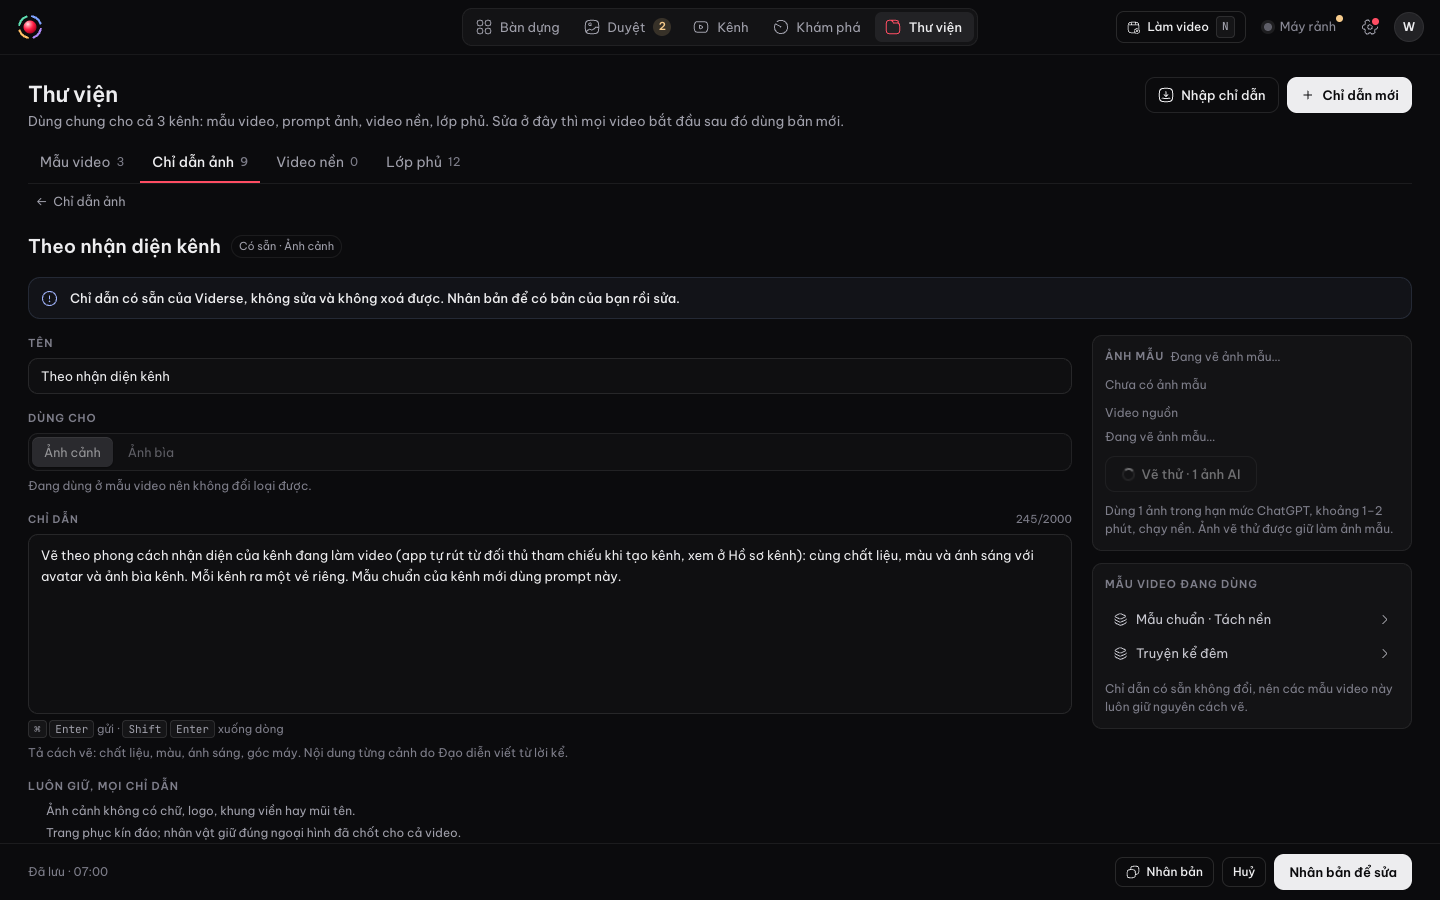 Bàn dựng
Duyệt 2
Kênh
Khám phá
Thư viện
Làm video N
Máy rảnh
W
Thư viện
Dùng chung cho cả 3 kênh: mẫu video, prompt ảnh, video nền, lớp phủ. Sửa ở đây thì mọi video bắt đầu sau đó dùng bản mới.
Nhập chỉ dẫn
+ Chỉ dẫn mới
Mẫu video 3
Chỉ dẫn ảnh 9
Video nền 0
Lớp phủ 12
← Chỉ dẫn ảnh
Theo nhận diện kênh
Có sẵn · Ảnh cảnh
Chỉ dẫn có sẵn của Viderse, không sửa và không xoá được. Nhân bản để có bản của bạn rồi sửa.
TÊN
Theo nhận diện kênh
DÙNG CHO
Ảnh cảnh
Ảnh bìa
Đang dùng ở mẫu video nên không đổi loại được.
CHỈ DẪN
245/2000
Vẽ theo phong cách nhận diện của kênh đang làm video (app tự rút từ đối thủ tham chiếu khi tạo kênh, xem ở Hồ sơ kênh): cùng chất liệu, màu và ánh sáng với
avatar và ảnh bìa kênh. Mỗi kênh ra một vẻ riêng. Mẫu chuẩn của kênh mới dùng prompt này.
⌘ Enter gửi · Shift Enter xuống dòng
Tả cách vẽ: chất liệu, màu, ánh sáng, góc máy. Nội dung từng cảnh do Đạo diễn viết từ lời kể.
LUÔN GIỮ, MỌI CHỈ DẪN
Ảnh cảnh không có chữ, logo, khung viền hay mũi tên.
Trang phục kín đáo; nhân vật giữ đúng ngoại hình đã chốt cho cả video.
ẢNH MẪU Đang vẽ ảnh mẫu…
Chưa có ảnh mẫu
Video nguồn
Đang vẽ ảnh mẫu…
Vẽ thử · 1 ảnh AI
Dùng 1 ảnh trong hạn mức ChatGPT, khoảng 1–2
phút, chạy nền. Ảnh vẽ thử được giữ làm ảnh mẫu.
MẪU VIDEO ĐANG DÙNG
Mẫu chuẩn · Tách nền
Truyện kể đêm
Chỉ dẫn có sẵn không đổi, nên các mẫu video này
luôn giữ nguyên cách vẽ.
Đã lưu · 07:00
Nhân bản
Huỷ
Nhân bản để sửa